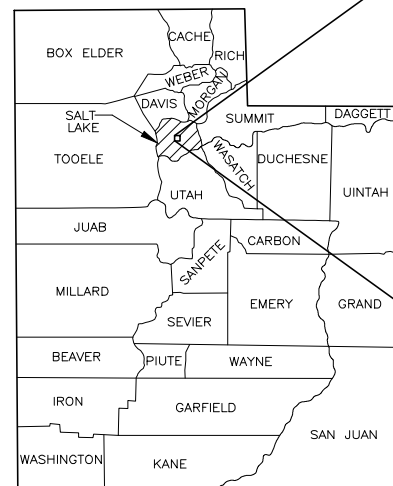 BOX ELDER
CACHE
RICH
WEBER
MORGAN
DAVIS
SALT
LAKE
SUMMIT
DAGGETT
TOOELE
WASATCH
DUCHESNE
UINTAH
UTAH
JUAB
CARBON
SANPETE
MILLARD
EMERY
GRAND
SEVIER
BEAVER
PIUTE
WAYNE
IRON
GARFIELD
SAN JUAN
WASHINGTON
KANE